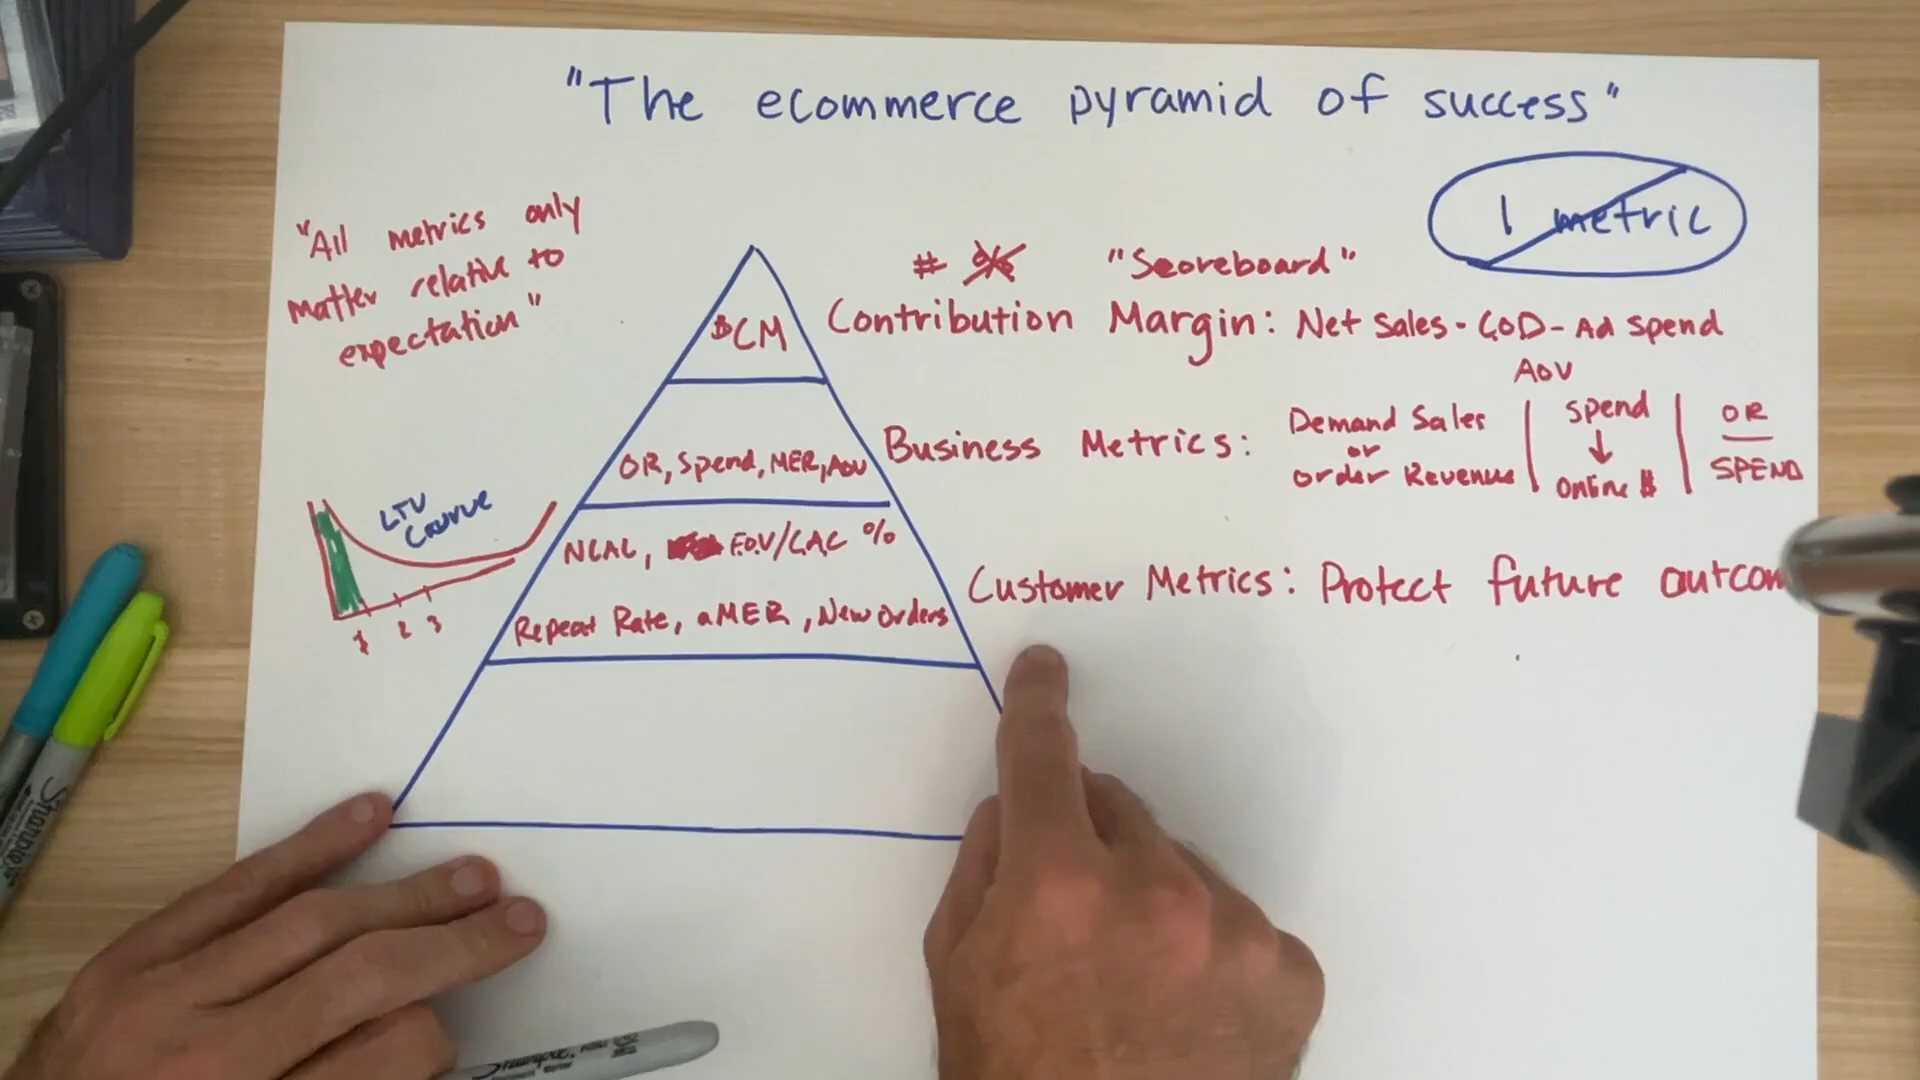 "The ecommerce pyramid of success"
1 metric
"All metrics only
matter relative to
expectation"
# % "Scoreboard"
$CM
Contribution Margin: Net Sales - COD - Ad Spend
AOV
OR, Spend, MER, AOV
Business Metrics:
Demand Sales
or
Order Revenue
Spend
Online $
OR
SPEND
LTV
Curve
1 2 3
NCAC, F.O.V/C.A.C %
Repeat Rate, aMER, New Orders
Customer Metrics: Protect future outcom
Sharpie
Sharpie